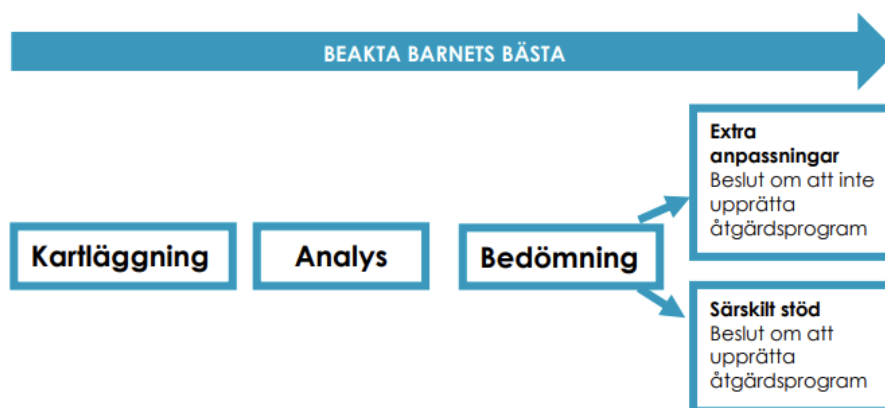 BEAKTA BARNETS BÄSTA
Kartläggning
Analys
Bedömning
Extra
anpassningar
Beslut om att inte
upprätta
åtgärdsprogram
Särskilt stöd
Beslut om att
upprätta
åtgärdsprogram